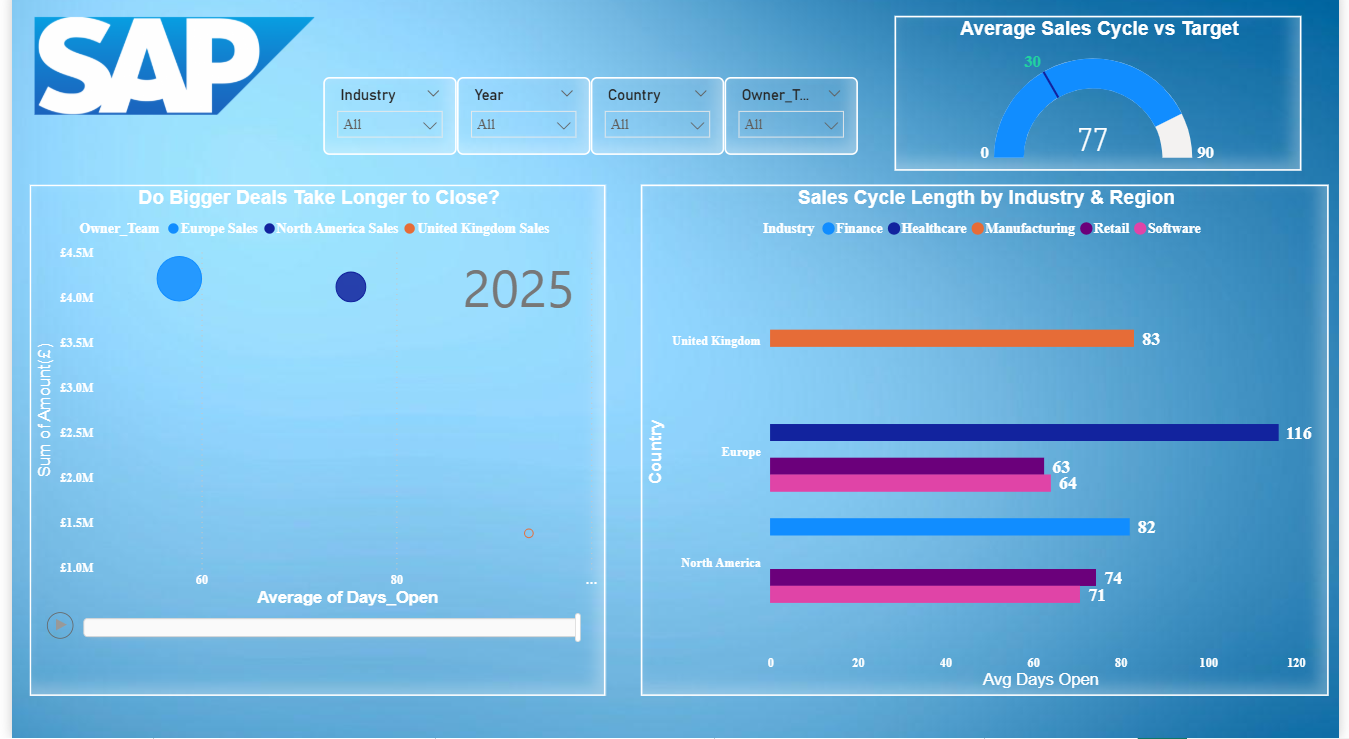 SAP
Industry
All
Year
All
Country
All
Owner_T...
All
Average Sales Cycle vs Target
30
77
0
90
Do Bigger Deals Take Longer to Close?
Owner_Team Europe Sales North America Sales United Kingdom Sales
2025
Sum of Amount(£)
£4.5M
£4.0M
£3.5M
£3.0M
£2.5M
£2.0M
£1.5M
£1.0M
60 80 ...
Average of Days_Open
Sales Cycle Length by Industry & Region
Industry Finance Healthcare Manufacturing Retail Software
Country
United Kingdom 83
116
Europe
63
64
82
North America
74
71
0 20 40 60 80 100 120
Avg Days Open